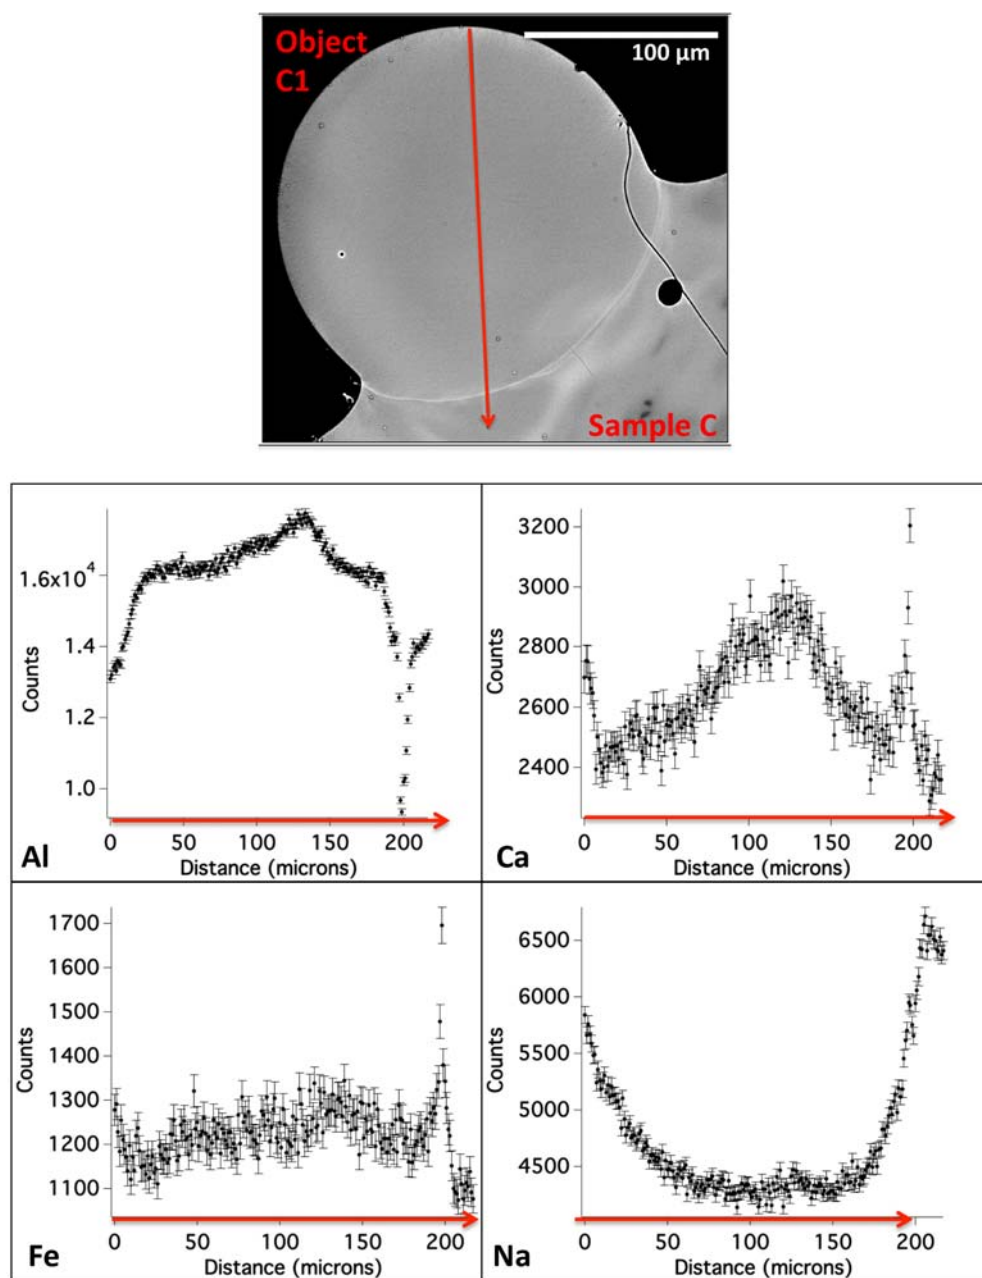 Object
C1
100 µm
Sample C
1.6x10⁴
1.4
1.2
1.0
Counts
0 50 100 150 200
Distance (microns)
Al
3200
3000
2800
2600
2400
Counts
0 50 100 150 200
Distance (microns)
Ca
1700
1600
1500
1400
1300
1200
1100
Counts
0 50 100 150 200
Distance (microns)
Fe
6500
6000
5500
5000
4500
Counts
0 50 100 150 200
Distance (microns)
Na